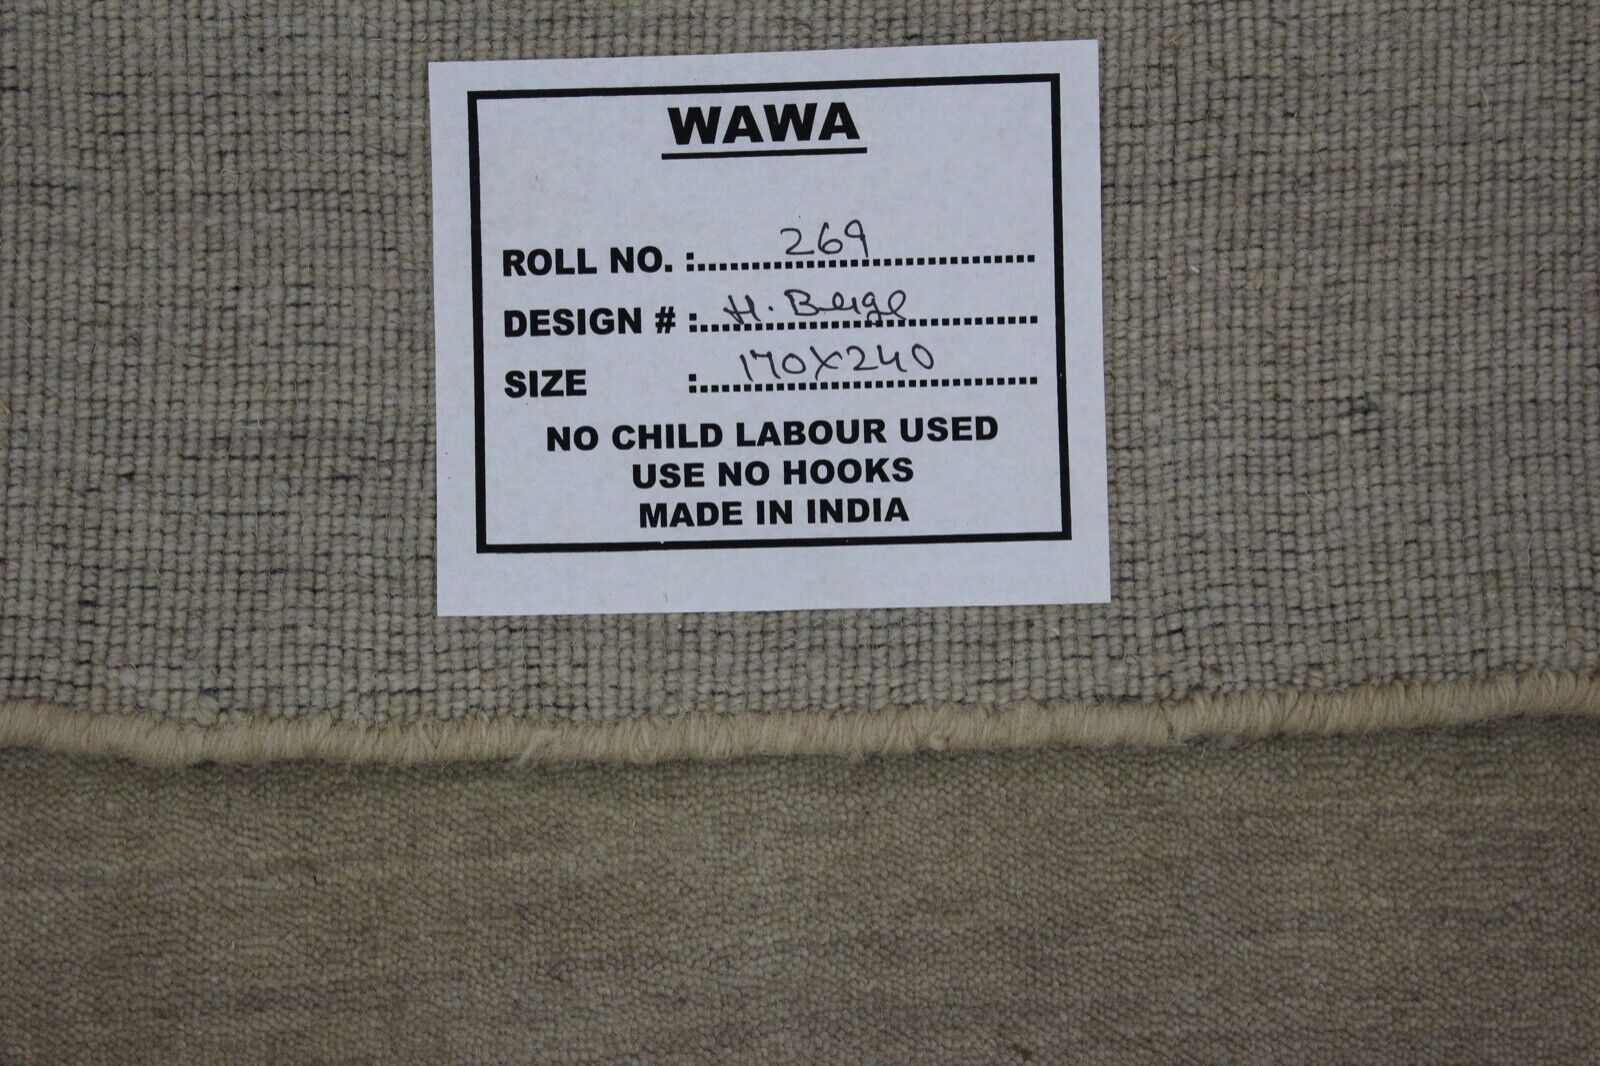 WAWA
ROLL NO. : 269
DESIGN # : H. Beige
SIZE : 170X240
NO CHILD LABOUR USED
USE NO HOOKS
MADE IN INDIA